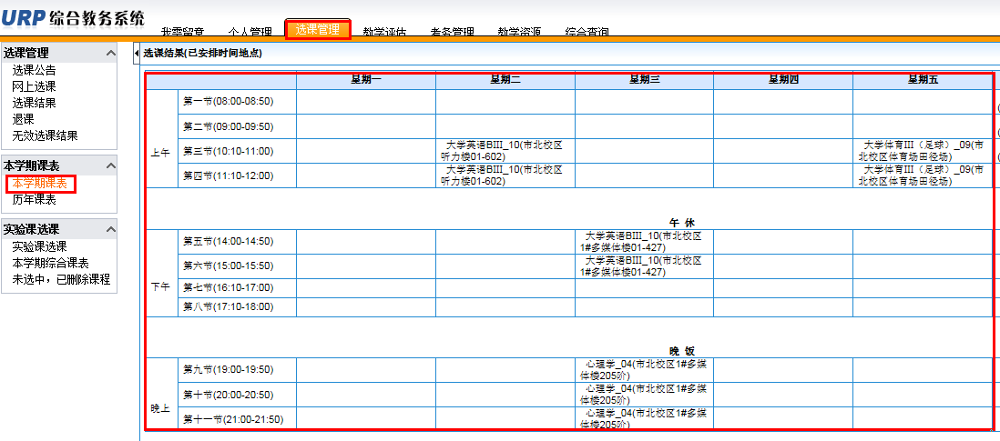 URP 综合教务系统
我需留意 个人管理 选课管理 教学评估 考务管理 教学资源 综合查询
选课管理
选课公告
网上选课
选课结果
退课
无效选课结果
本学期课表
本学期课表
历年课表
实验课选课
实验课选课
本学期综合课表
未选中，已删除课程
选课结果(已安排时间地点)
星期一 星期二 星期三 星期四 星期五
上午
第一节(08:00-08:50)
第二节(09:00-09:50)
第三节(10:10-11:00)
大学英语BIII_10(市北校区
听力楼01-602)
大学体育III（足球）_09(市
北校区体育场田径场)
第四节(11:10-12:00)
大学英语BIII_10(市北校区
听力楼01-602)
大学体育III（足球）_09(市
北校区体育场田径场)
午 休
下午
第五节(14:00-14:50)
大学英语BIII_10(市北校区
1#多媒体楼01-427)
第六节(15:00-15:50)
大学英语BIII_10(市北校区
1#多媒体楼01-427)
第七节(16:10-17:00)
第八节(17:10-18:00)
晚 饭
晚上
第九节(19:00-19:50)
心理学_04(市北校区1#多媒
体楼205阶)
第十节(20:00-20:50)
心理学_04(市北校区1#多媒
体楼205阶)
第十一节(21:00-21:50)
心理学_04(市北校区1#多媒
体楼205阶)